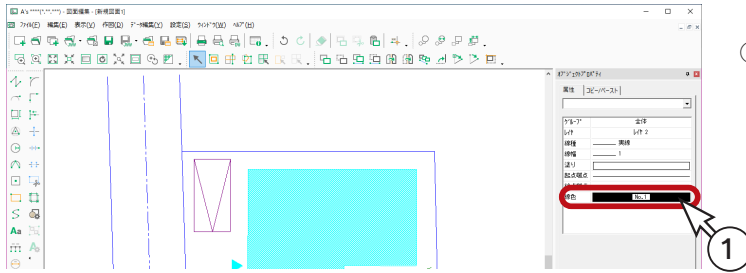 A's ****(*.***.***) - 図面編集 - [新規図面1]
ﾌｧｲﾙ(F) 編集(E) 表示(V) 作図(D) ﾃﾞｰﾀ編集(Y) 設定(S) ｳｨﾝﾄﾞｳ(W) ﾍﾙﾌﾟ(H)
ｵﾌﾞｼﾞｪｸﾄﾌﾟﾛﾊﾟﾃｨ
属性 ｺﾋﾟｰ/ﾍﾟｰｽﾄ
ｸﾞﾙｰﾌﾟ 全体
ﾚｲﾔ ﾚｲﾔ 2
線種 実線
線幅 1
塗り
起点端点
線色 No.1
Aa
1